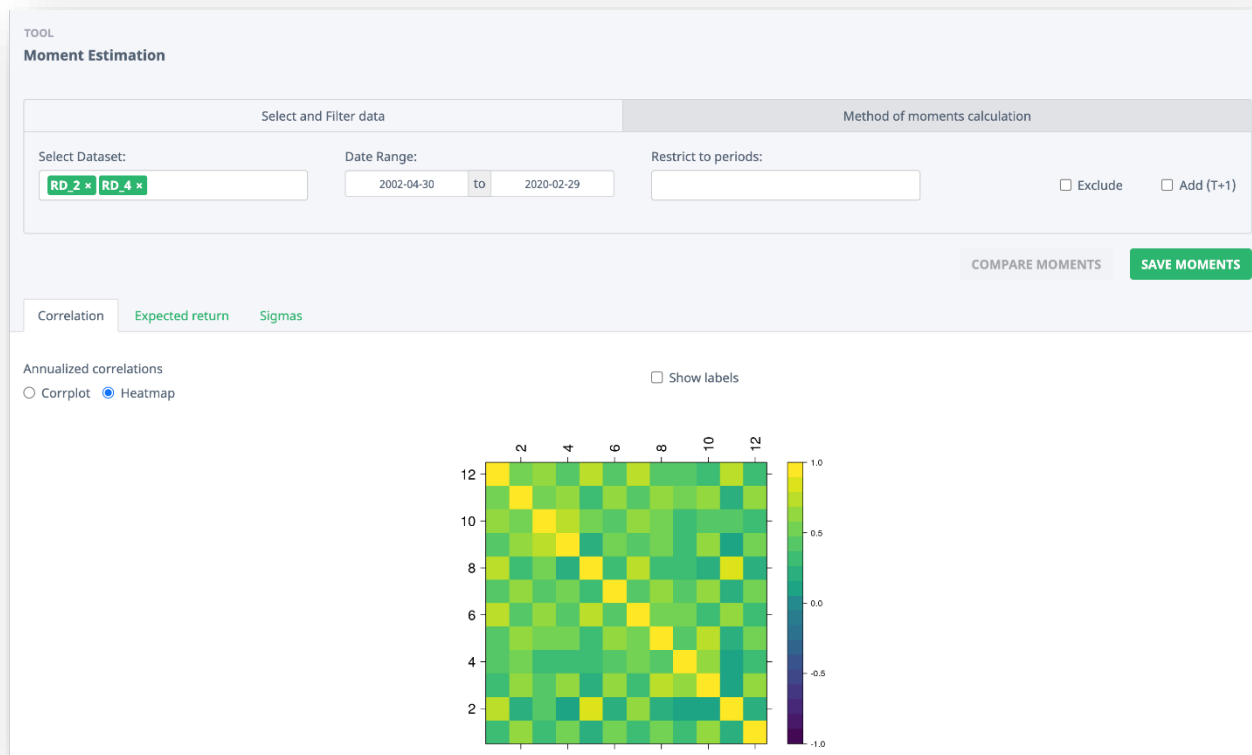 TOOL
Moment Estimation
Select and Filter data
Method of moments calculation
Select Dataset:
Date Range:
Restrict to periods:
RD_2 × RD_4 ×
2002-04-30 to 2020-02-29
Exclude
Add (T+1)
COMPARE MOMENTS
SAVE MOMENTS
Correlation
Expected return
Sigmas
Annualized correlations
Show labels
Corrplot
Heatmap
2 4 6 8 10 12
12
10
8
6
4
2
1.0
0.5
0.0
-0.5
-1.0